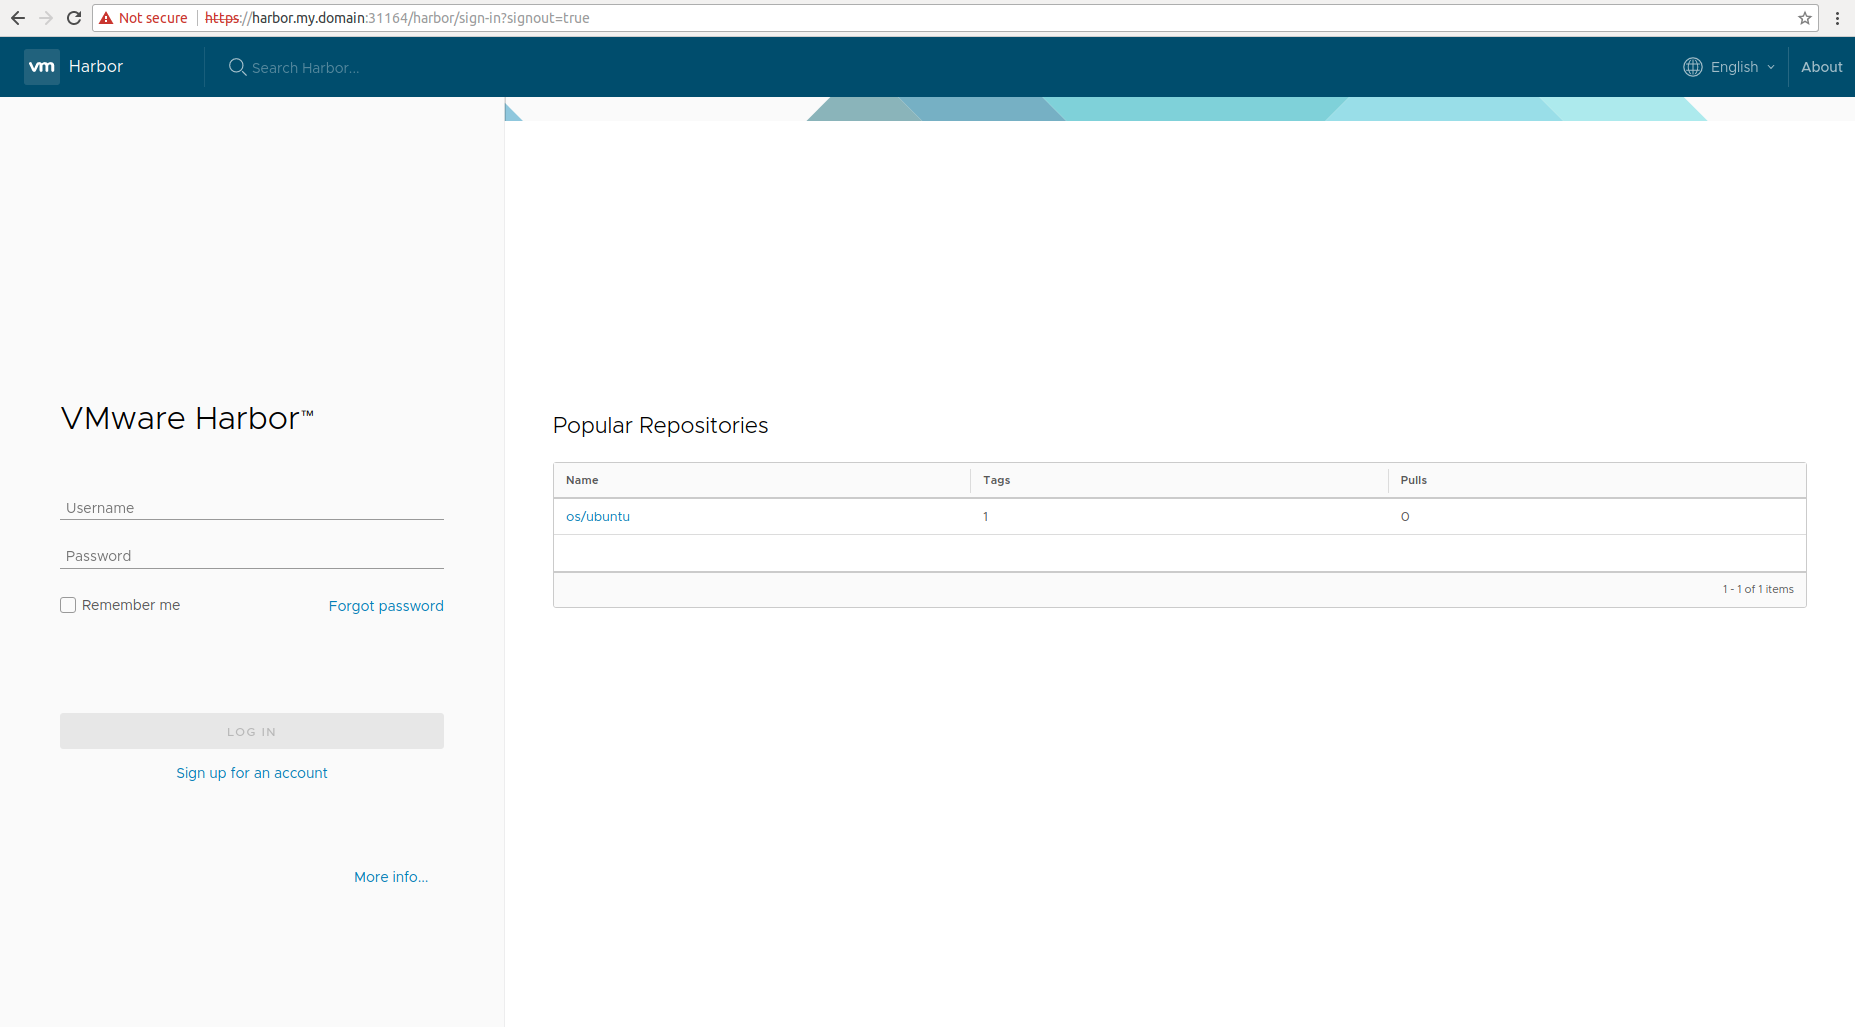 Not secure https://harbor.my.domain:31164/harbor/sign-in?signout=true
vm Harbor Search Harbor... English About
VMware Harbor™
Username
Password
Remember me Forgot password
LOG IN
Sign up for an account
More info...
Popular Repositories
Name Tags Pulls
os/ubuntu 1 0
1 - 1 of 1 items